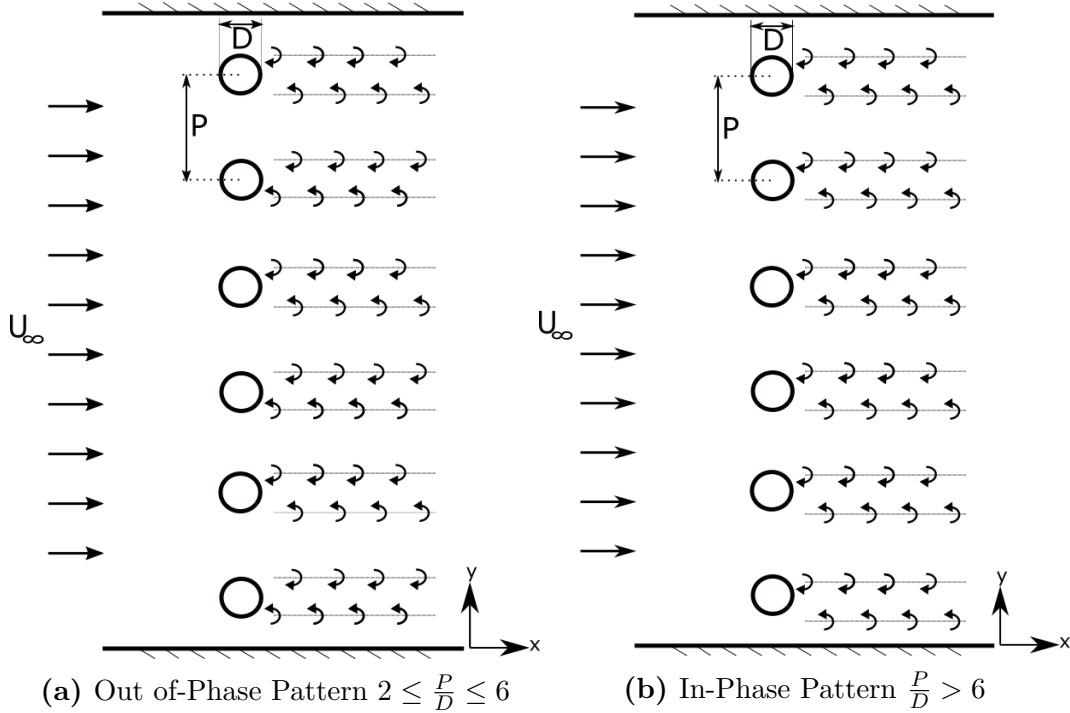 D
P
U∞
y
x
(a) Out of-Phase Pattern 2 ≤ P/D ≤ 6
D
P
U∞
y
x
(b) In-Phase Pattern P/D > 6